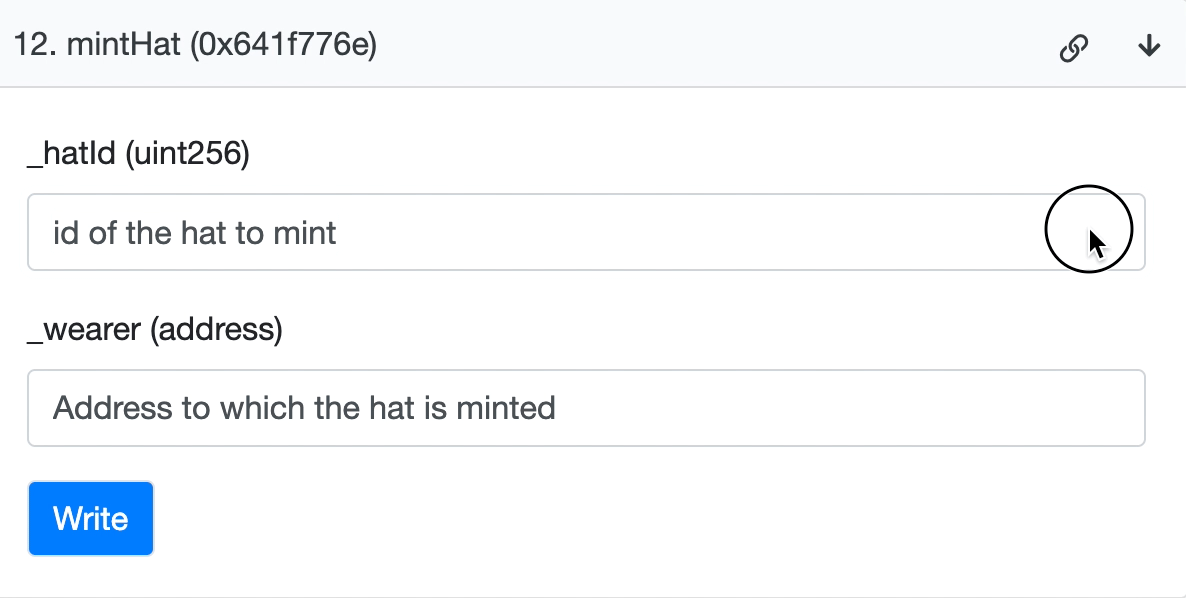 12. mintHat (0x641f776e)
_hatId (uint256)
id of the hat to mint
_wearer (address)
Address to which the hat is minted
Write